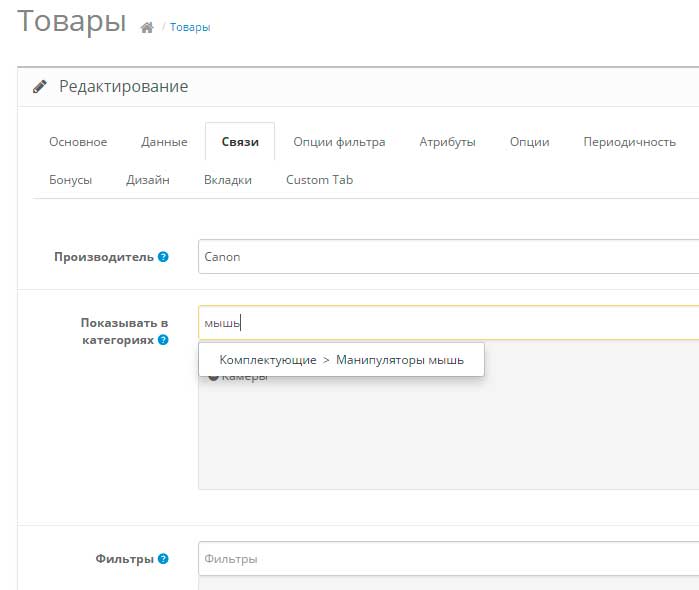 Товары / Товары
Редактирование
Основное Данные Связи Опции фильтра Атрибуты Опции Периодичность
Бонусы Дизайн Вкладки Custom Tab
Производитель ? Canon
Показывать в
категориях ?
мышь
Комплектующие > Манипуляторы мышь
Камеры
Фильтры ? Фильтры